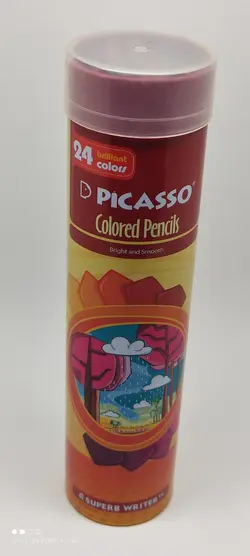 24 brilliant
colors
PICASSO
Colored Pencils
Bright and Smooth
A SUPERB WRITER